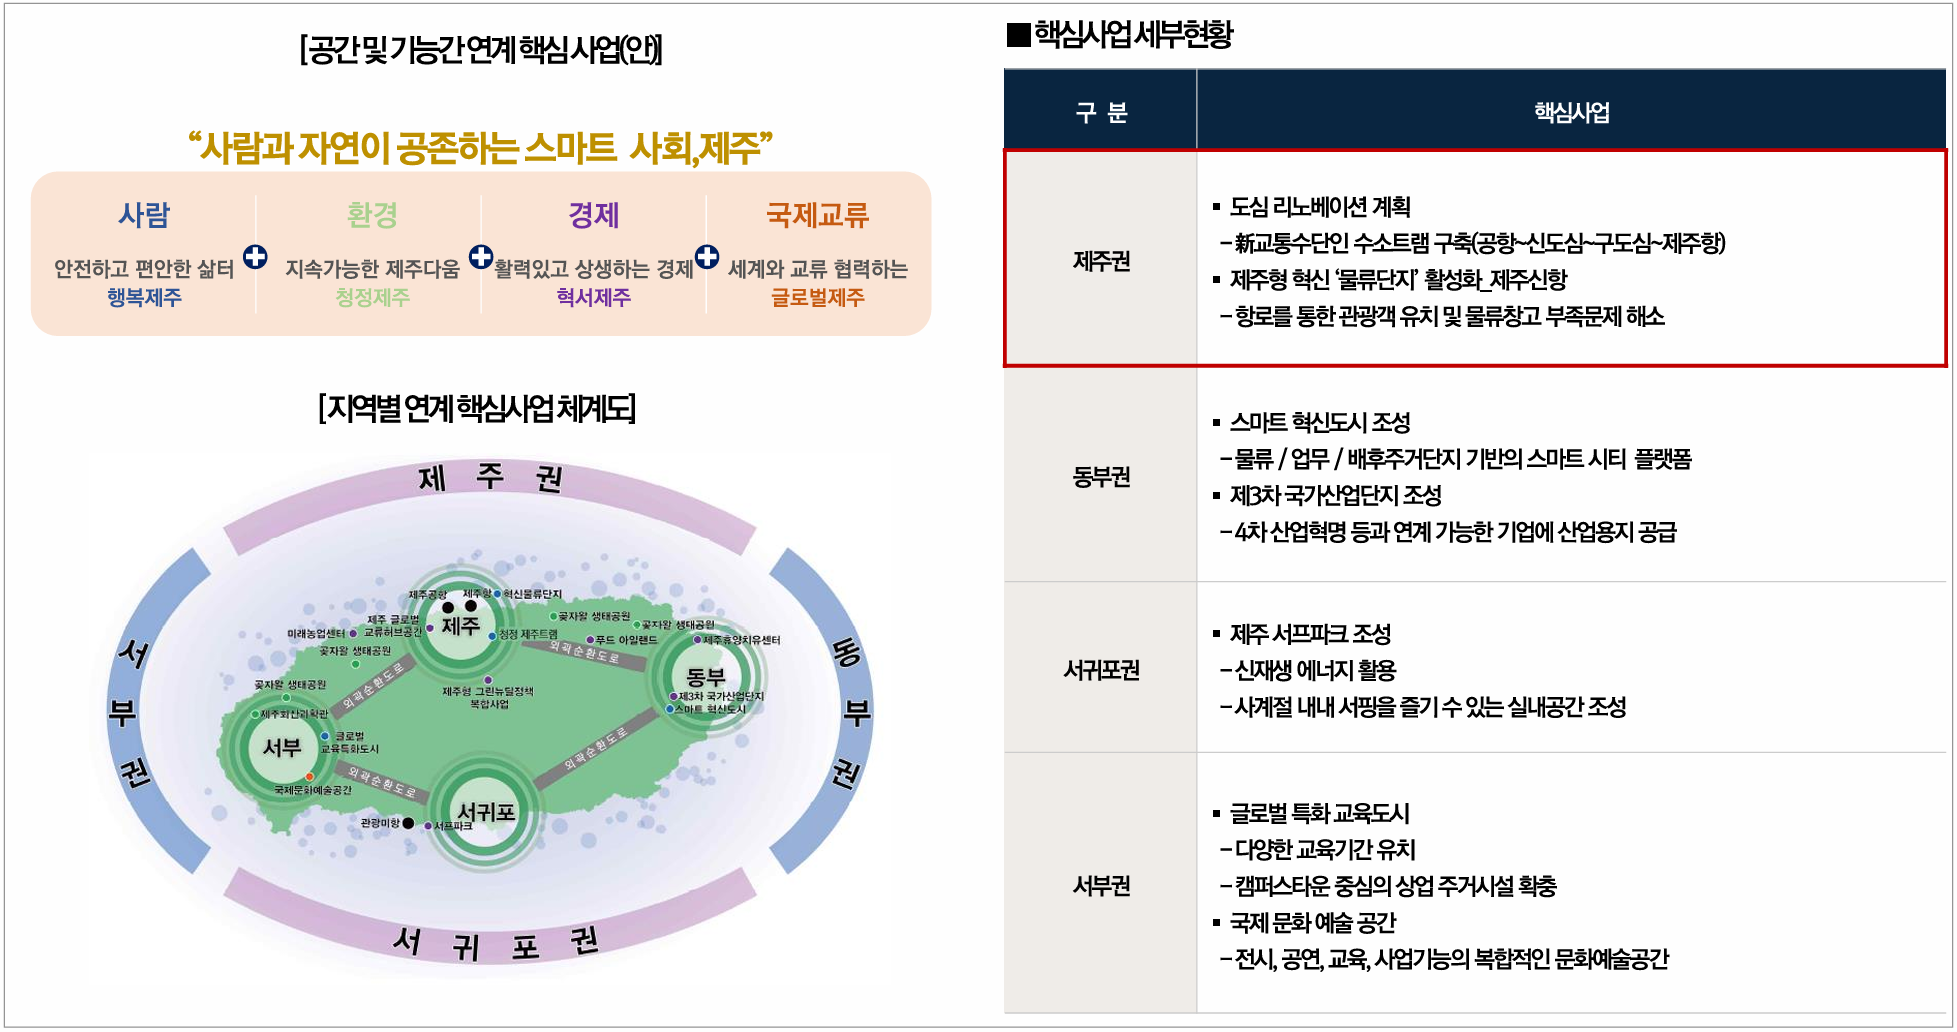 [공간 및 기능간 연계 핵심 사업(안)]
“사람과 자연이 공존하는 스마트 사회,제주”
사람
안전하고 편안한 삶터
행복제주
환경
지속가능한 제주다움
청정제주
경제
활력있고 상생하는 경제
혁서제주
국제교류
세계와 교류 협력하는
글로벌제주
[지역별 연계 핵심사업 체계도]
제주권
서부권
동부권
서귀포권
제주공항
제주항
혁신물류단지
제주 글로벌
교류허브공간
제주
청정 제주트램
미래농업센터
곶자왈 생태공원
곶자왈 생태공원
곶자왈 생태공원
푸드 아일랜드
제주휴양치유센터
외곽순환도로
외곽순환도로
동부
제3차 국가산업단지
스마트 혁신도시
제주형 그린뉴딜정책
복합사업
곶자왈 생태공원
제주화산과학관
서부
글로벌
교육특화도시
국제문화예술공간
외곽순환도로
외곽순환도로
서귀포
관광미항
서프파크
■핵심사업 세부현황
구 분
핵심사업
제주권
▪ 도심 리노베이션 계획
– 新교통수단인 수소트램 구축(공항~신도심~구도심~제주항)
▪ 제주형 혁신 ‘물류단지’ 활성화_제주신항
– 항로를 통한 관광객 유치 및 물류창고 부족문제 해소
동부권
▪ 스마트 혁신도시 조성
– 물류 / 업무 / 배후주거단지 기반의 스마트 시티 플랫폼
▪ 제3차 국가산업단지 조성
– 4차 산업혁명 등과 연계 가능한 기업에 산업용지 공급
서귀포권
▪ 제주 서프파크 조성
– 신재생 에너지 활용
– 사계절 내내 서핑을 즐기 수 있는 실내공간 조성
서부권
▪ 글로벌 특화 교육도시
– 다양한 교육기간 유치
– 캠퍼스타운 중심의 상업 주거시설 확충
▪ 국제 문화 예술 공간
– 전시, 공연, 교육, 사업기능의 복합적인 문화예술공간